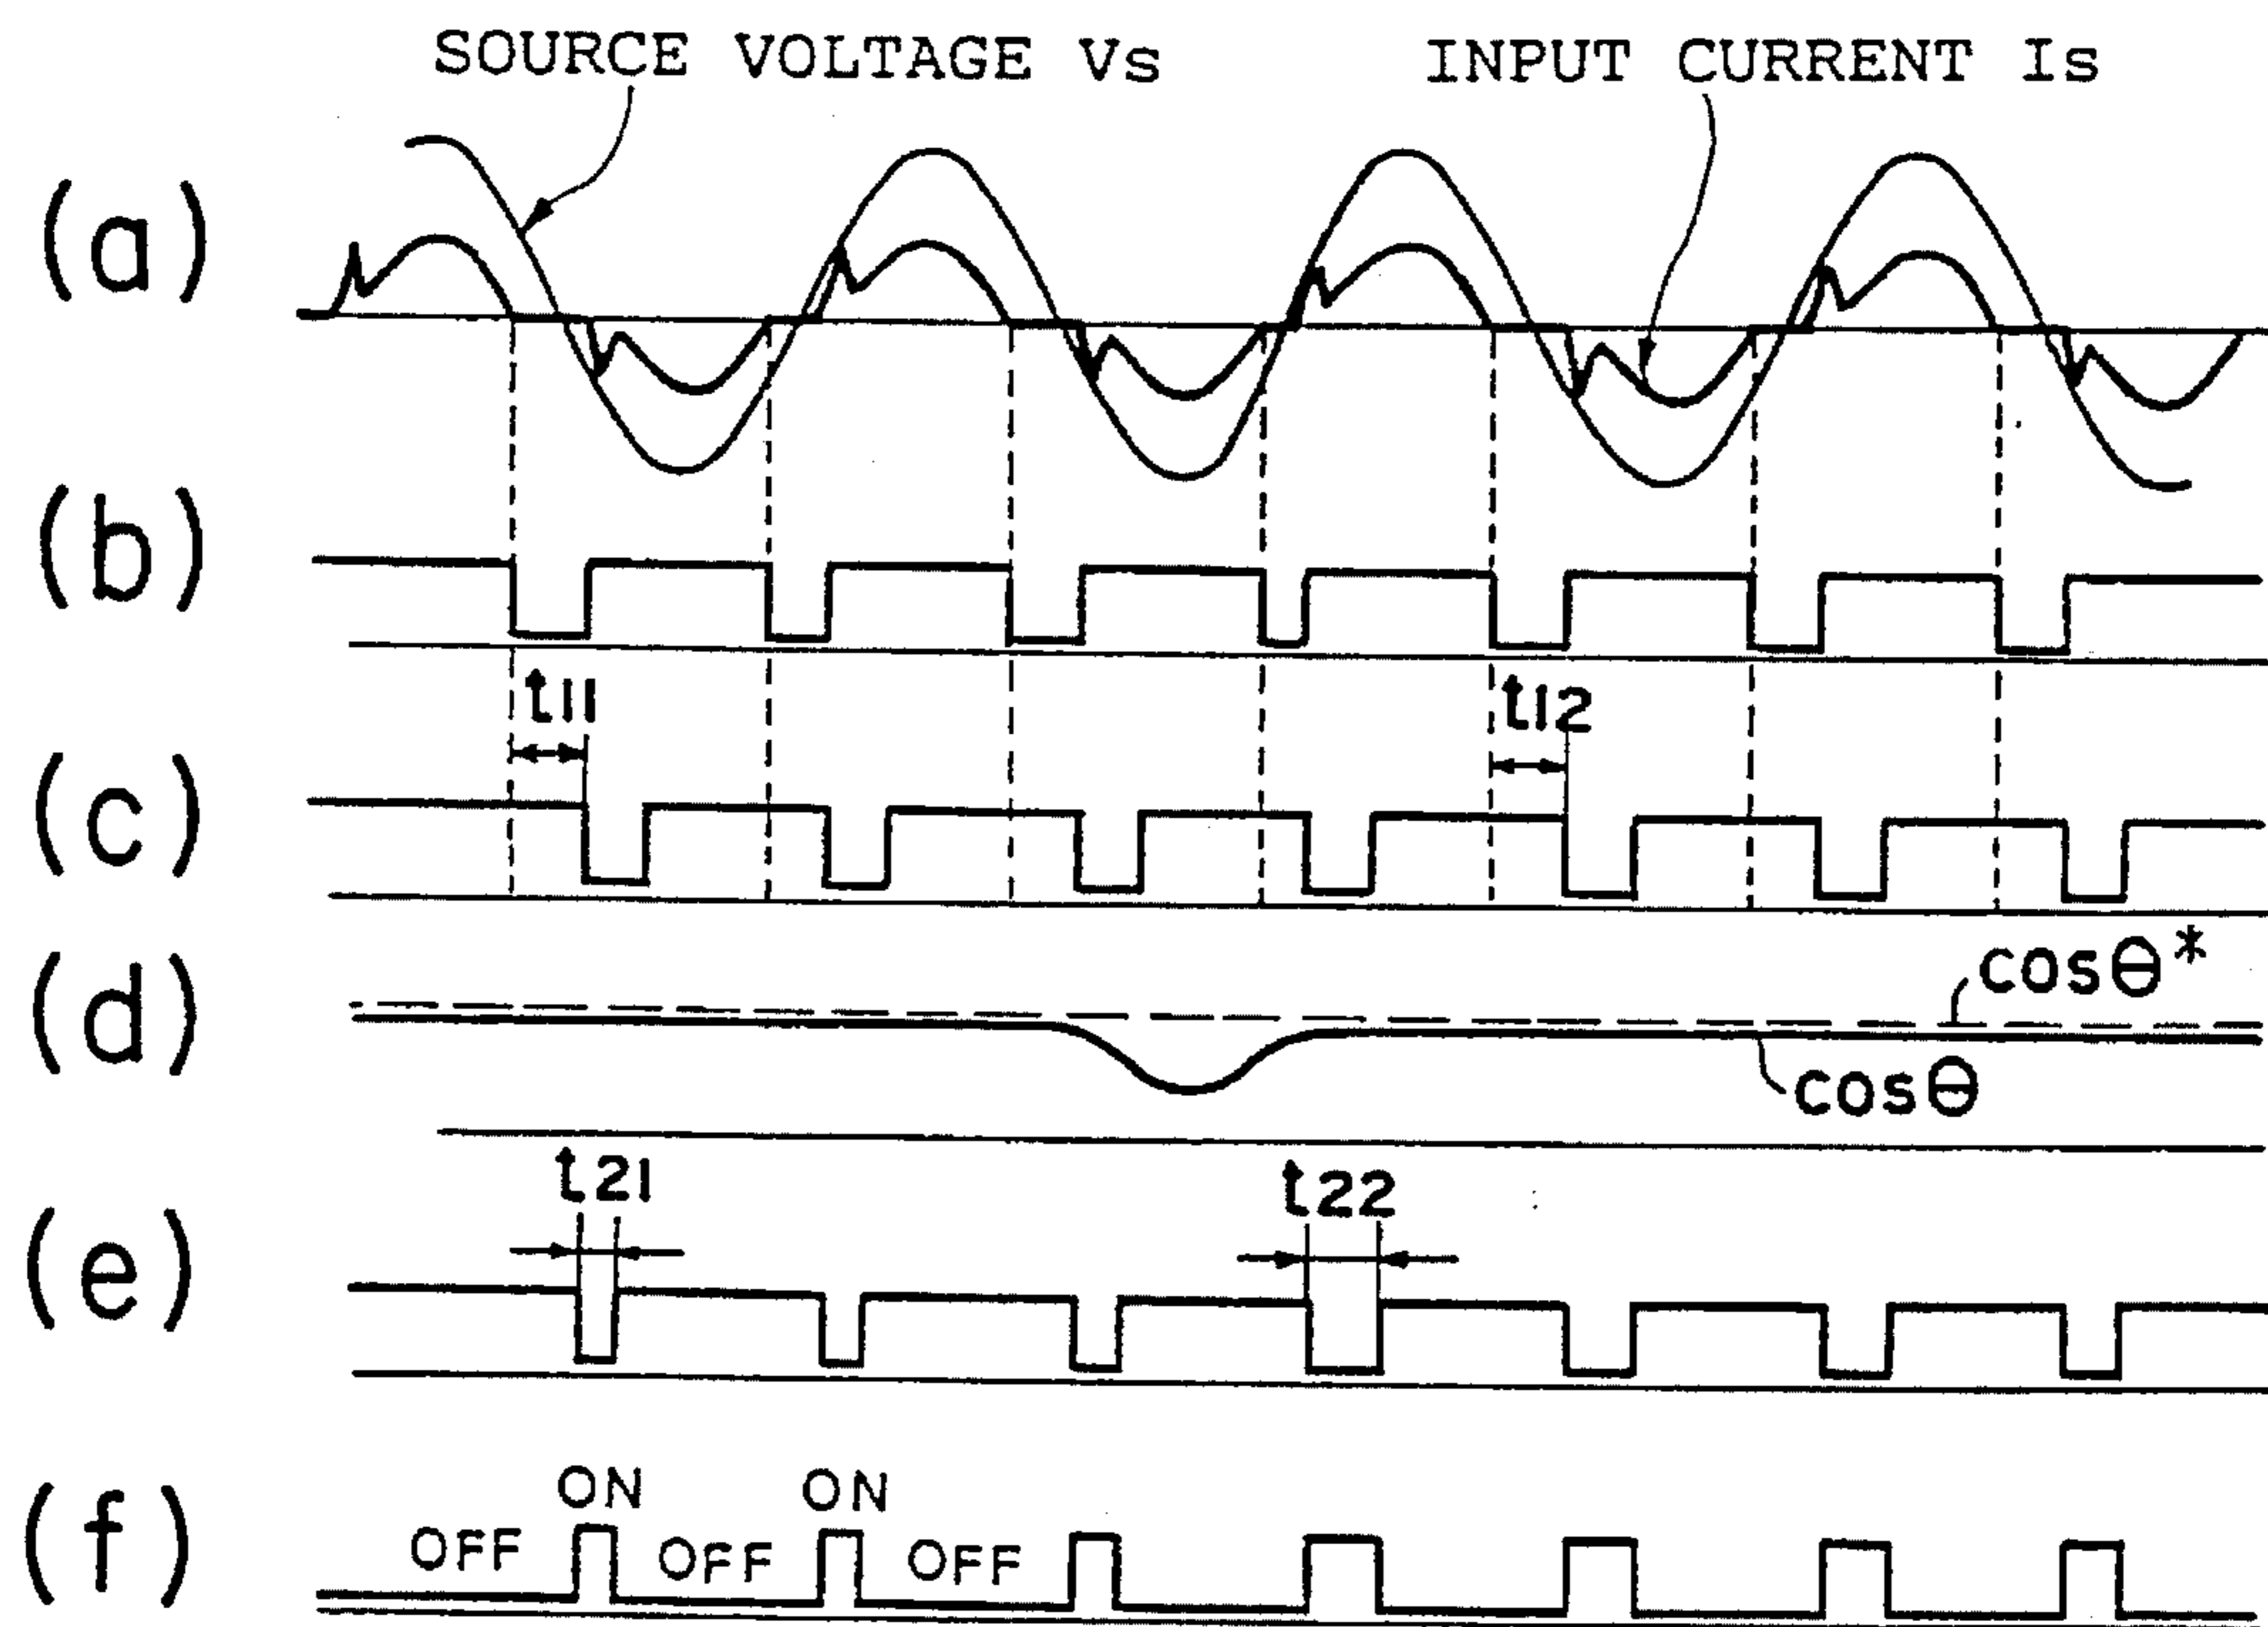 SOURCE VOLTAGE Vs
INPUT CURRENT Is
(a)
(b)
t11
t12
(c)
cosθ*
(d)
cosθ
t21
t22
(e)
ON
ON
OFF
OFF
OFF
(f)